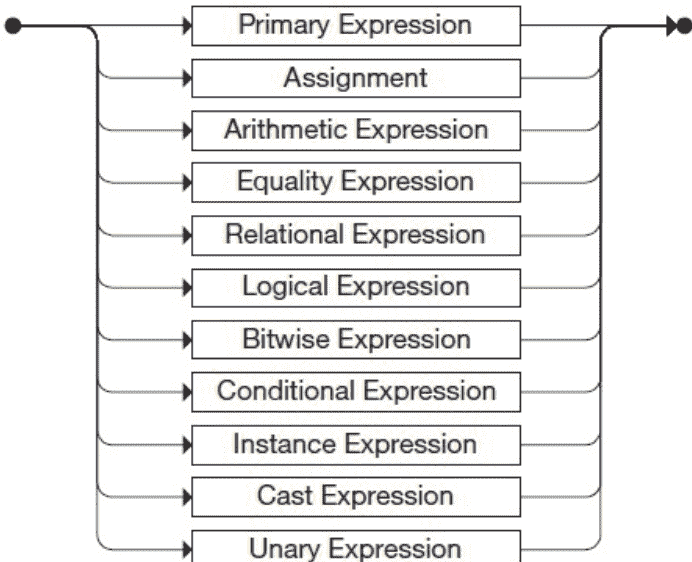 Primary Expression
Assignment
Arithmetic Expression
Equality Expression
Relational Expression
Logical Expression
Bitwise Expression
Conditional Expression
Instance Expression
Cast Expression
Unary Expression